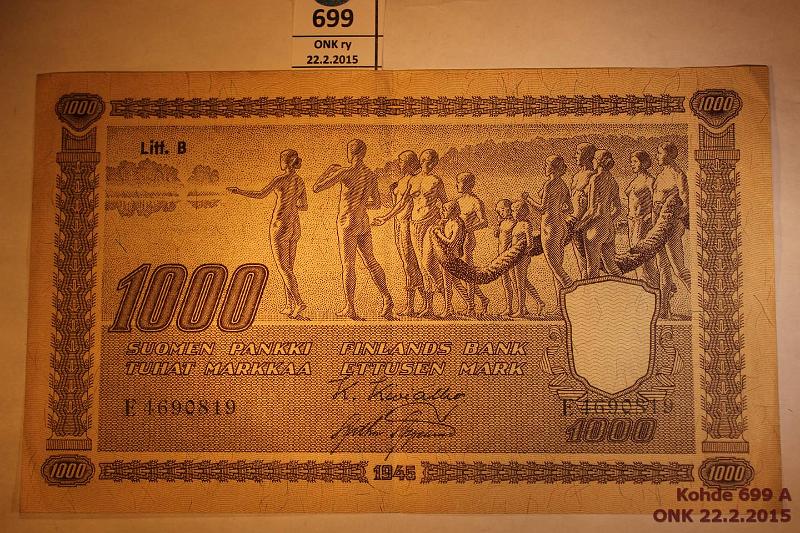 699
ONK ry
22.2.2015
1000 1000
Litt. B
1000
SUOMEN PANKKI FINLANDS BANK
TUHAT MARKKAA ETTUSEN MARK
E 4690819 E 4690819
1000
1000 1945 1000
Kohde 699 A
ONK 22.2.2015